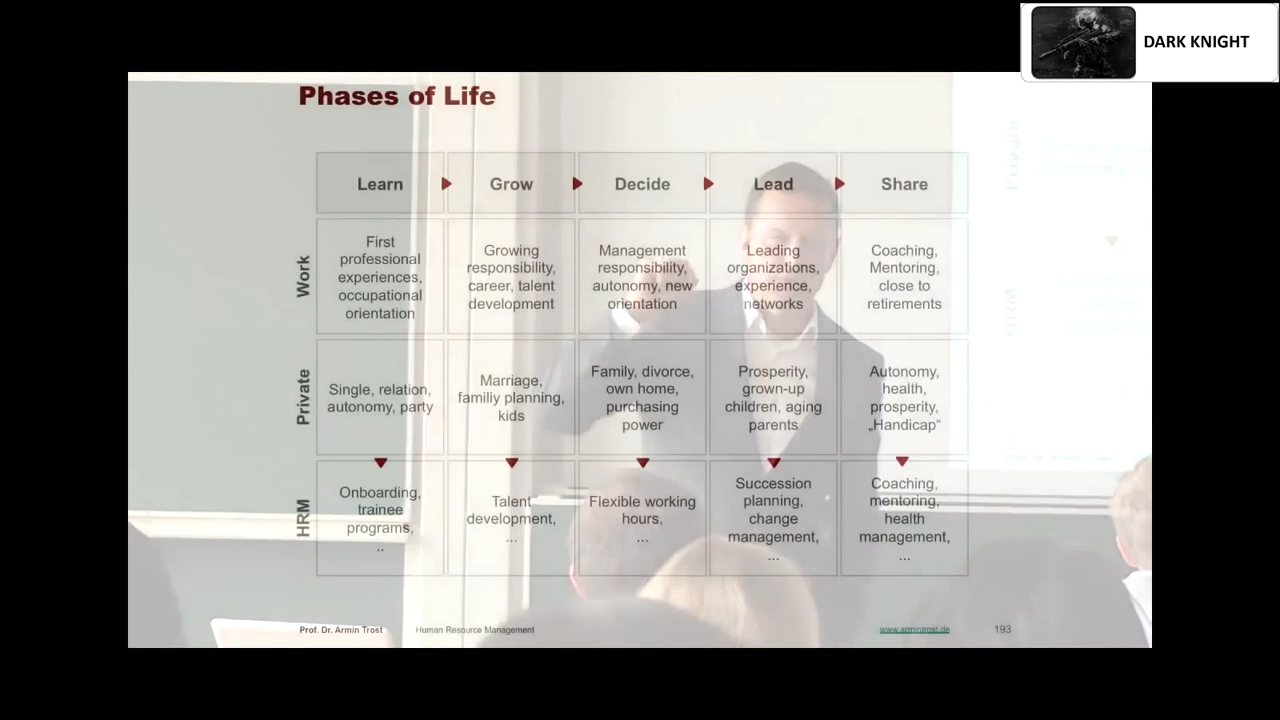 DARK KNIGHT
Phases of Life
Learn
Grow
Decide
Lead
Share
Work
First
professional
experiences,
occupational
orientation
Growing
responsibility,
career, talent
development
Management
responsibility,
autonomy, new
orientation
Leading
organizations,
experience,
networks
Coaching,
Mentoring,
close to
retirements
Private
Single, relation,
autonomy, party
Marriage,
familiy planning,
kids
Family, divorce,
own home,
purchasing
power
Prosperity,
grown-up
children, aging
parents
Autonomy,
health,
prosperity,
„Handicap“
HRM
Onboarding,
trainee
programs,
..
Talent
development,
...
Flexible working
hours,
...
Succession
planning,
change
management,
...
Coaching,
mentoring,
health
management,
...
Private
HRM
Prof. Dr. Armin Trost
Human Resource Management
www.armintrost.de
193